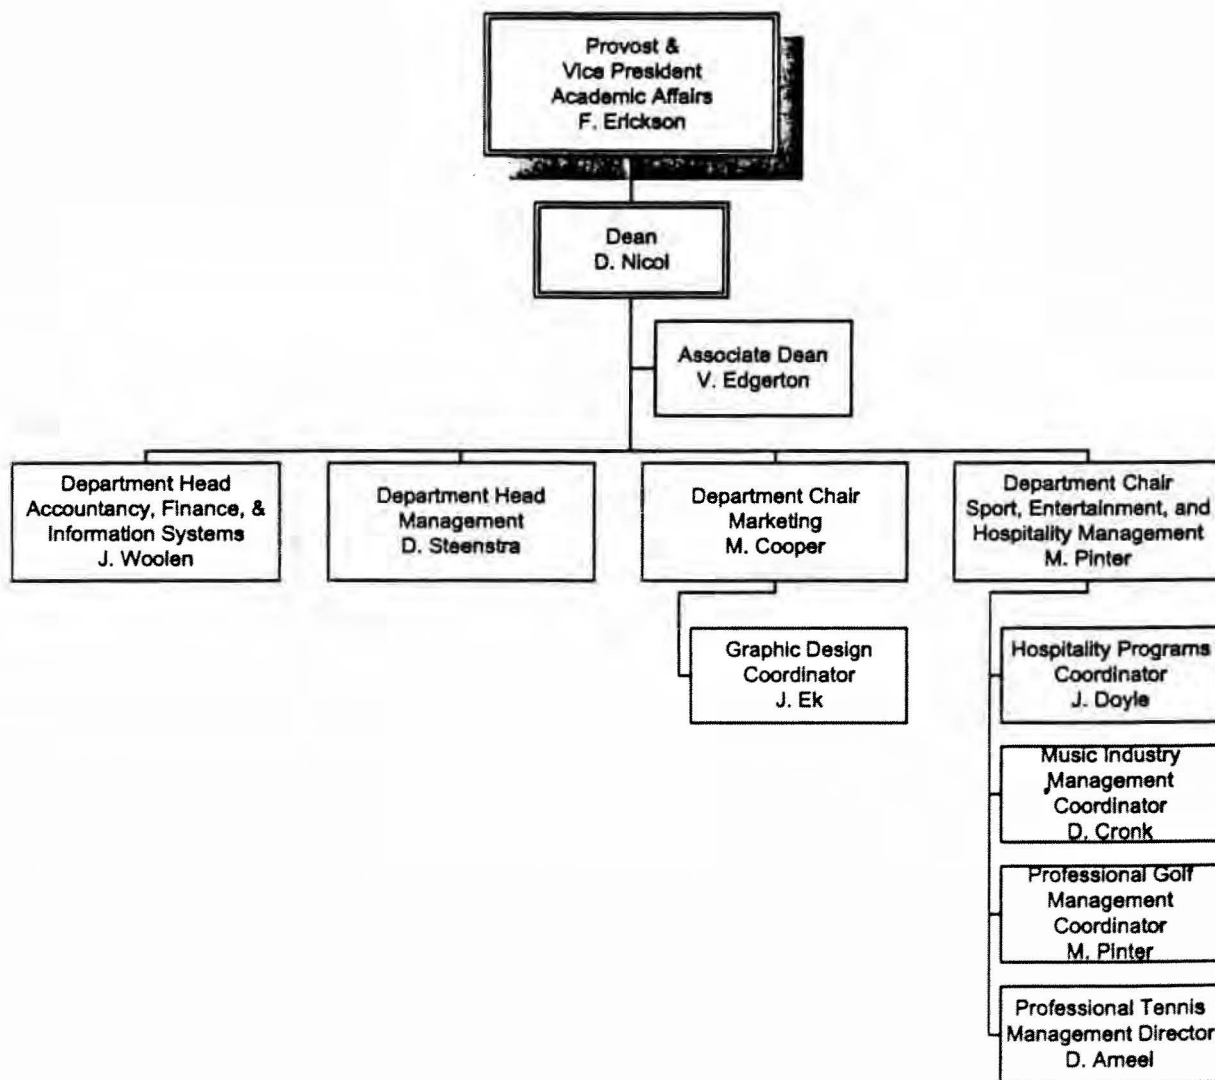 Provost &
Vice President
Academic Affairs
F. Erickson
Dean
D. Nicol
Associate Dean
V. Edgerton
Department Head
Accountancy, Finance, &
Information Systems
J. Woolen
Department Head
Management
D. Steenstra
Department Chair
Marketing
M. Cooper
Department Chair
Sport, Entertainment, and
Hospitality Management
M. Pinter
Graphic Design
Coordinator
J. Ek
Hospitality Programs
Coordinator
J. Doyle
Music Industry
Management
Coordinator
D. Cronk
Professional Golf
Management
Coordinator
M. Pinter
Professional Tennis
Management Director
D. Ameel